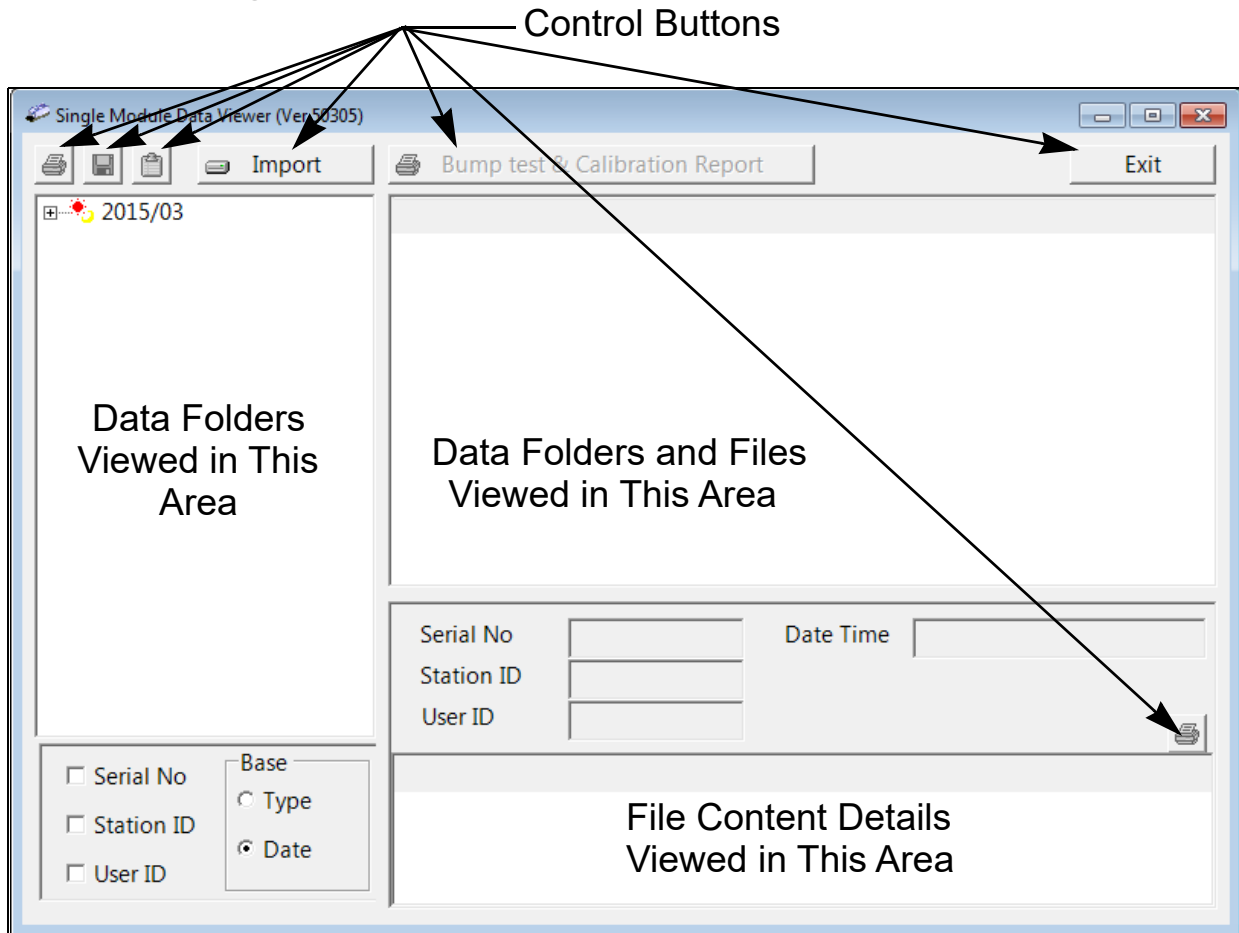 Control Buttons
Single Module Data Viewer (Ver 50305)
Import
Bump test & Calibration Report
Exit
2015/03
Data Folders
Viewed in This
Area
Data Folders and Files
Viewed in This Area
Serial No
Date Time
Station ID
User ID
Serial No
Station ID
User ID
Base
Type
Date
File Content Details
Viewed in This Area